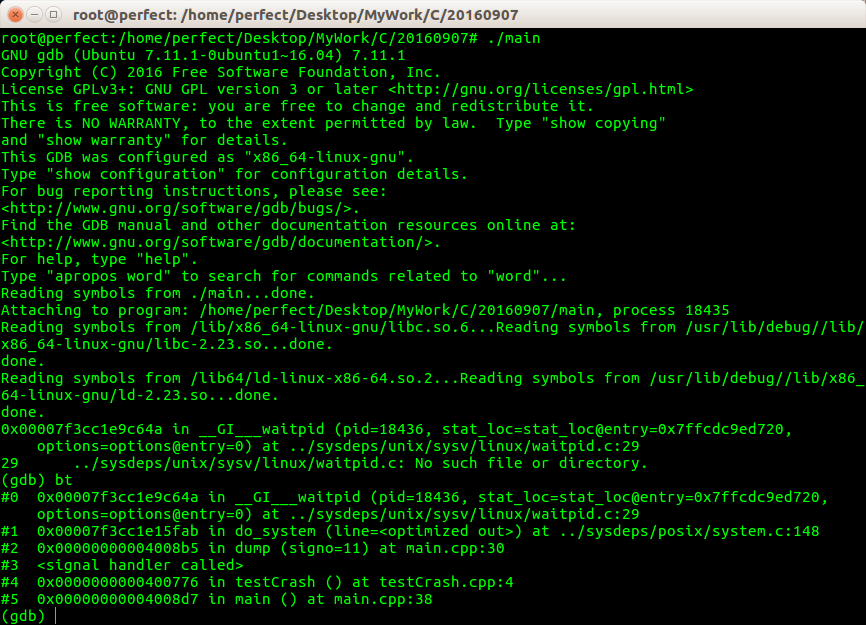 root@perfect: /home/perfect/Desktop/MyWork/C/20160907
root@perfect:/home/perfect/Desktop/MyWork/C/20160907# ./main
GNU gdb (Ubuntu 7.11.1-0ubuntu1~16.04) 7.11.1
Copyright (C) 2016 Free Software Foundation, Inc.
License GPLv3+: GNU GPL version 3 or later <http://gnu.org/licenses/gpl.html>
This is free software: you are free to change and redistribute it.
There is NO WARRANTY, to the extent permitted by law.  Type "show copying"
and "show warranty" for details.
This GDB was configured as "x86_64-linux-gnu".
Type "show configuration" for configuration details.
For bug reporting instructions, please see:
<http://www.gnu.org/software/gdb/bugs/>.
Find the GDB manual and other documentation resources online at:
<http://www.gnu.org/software/gdb/documentation/>.
For help, type "help".
Type "apropos word" to search for commands related to "word"...
Reading symbols from ./main...done.
Attaching to program: /home/perfect/Desktop/MyWork/C/20160907/main, process 18435
Reading symbols from /lib/x86_64-linux-gnu/libc.so.6...Reading symbols from /usr/lib/debug//lib/
x86_64-linux-gnu/libc-2.23.so...done.
done.
Reading symbols from /lib64/ld-linux-x86-64.so.2...Reading symbols from /usr/lib/debug//lib/x86_
64-linux-gnu/ld-2.23.so...done.
done.
0x00007f3cc1e9c64a in __GI___waitpid (pid=18436, stat_loc=stat_loc@entry=0x7ffcdc9ed720,
    options=options@entry=0) at ../sysdeps/unix/sysv/linux/waitpid.c:29
29      ../sysdeps/unix/sysv/linux/waitpid.c: No such file or directory.
(gdb) bt
#0  0x00007f3cc1e9c64a in __GI___waitpid (pid=18436, stat_loc=stat_loc@entry=0x7ffcdc9ed720,
    options=options@entry=0) at ../sysdeps/unix/sysv/linux/waitpid.c:29
#1  0x00007f3cc1e15fab in do_system (line=<optimized out>) at ../sysdeps/posix/system.c:148
#2  0x00000000004008b5 in dump (signo=11) at main.cpp:30
#3  <signal handler called>
#4  0x0000000000400776 in testCrash () at testCrash.cpp:4
#5  0x00000000004008d7 in main () at main.cpp:38
(gdb)